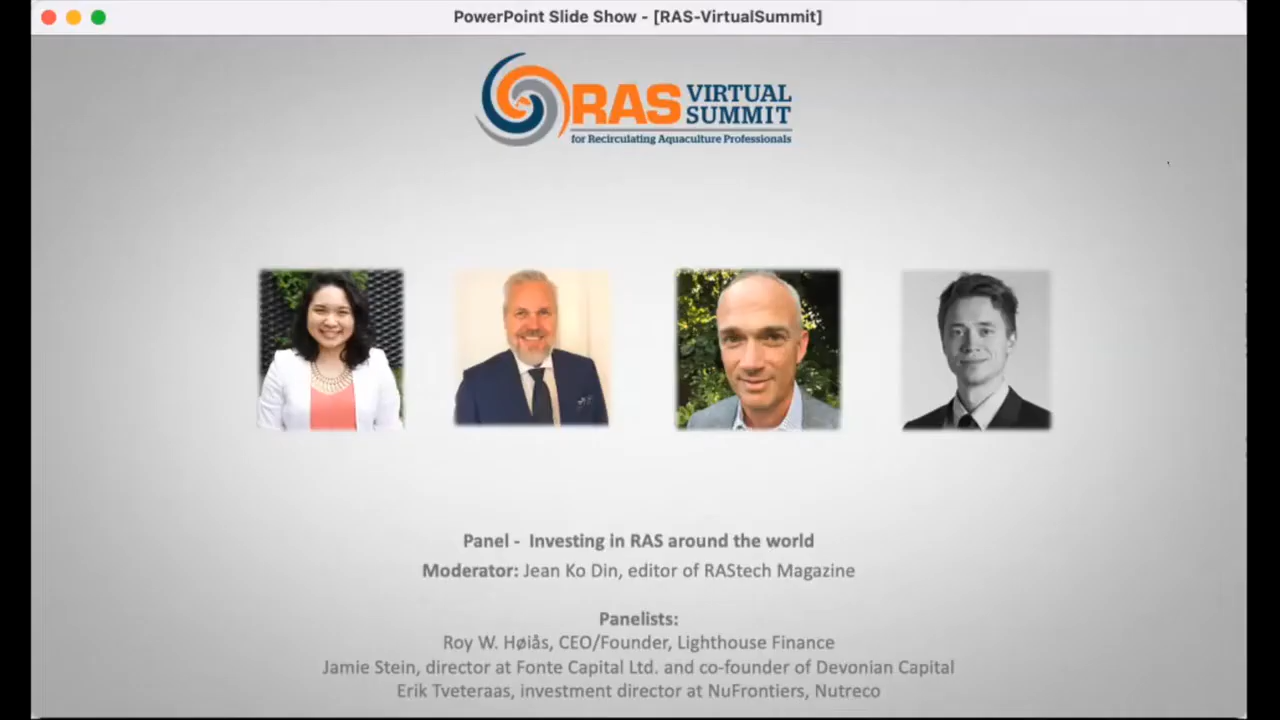 PowerPoint Slide Show - [RAS-VirtualSummit]
RAS VIRTUAL
SUMMIT
for Recirculating Aquaculture Professionals
Panel - Investing in RAS around the world
Moderator: Jean Ko Din, editor of RAStech Magazine
Panelists:
Roy W. Høiås, CEO/Founder, Lighthouse Finance
Jamie Stein, director at Fonte Capital Ltd. and co-founder of Devonian Capital
Erik Tveteraas, investment director at NuFrontiers, Nutreco